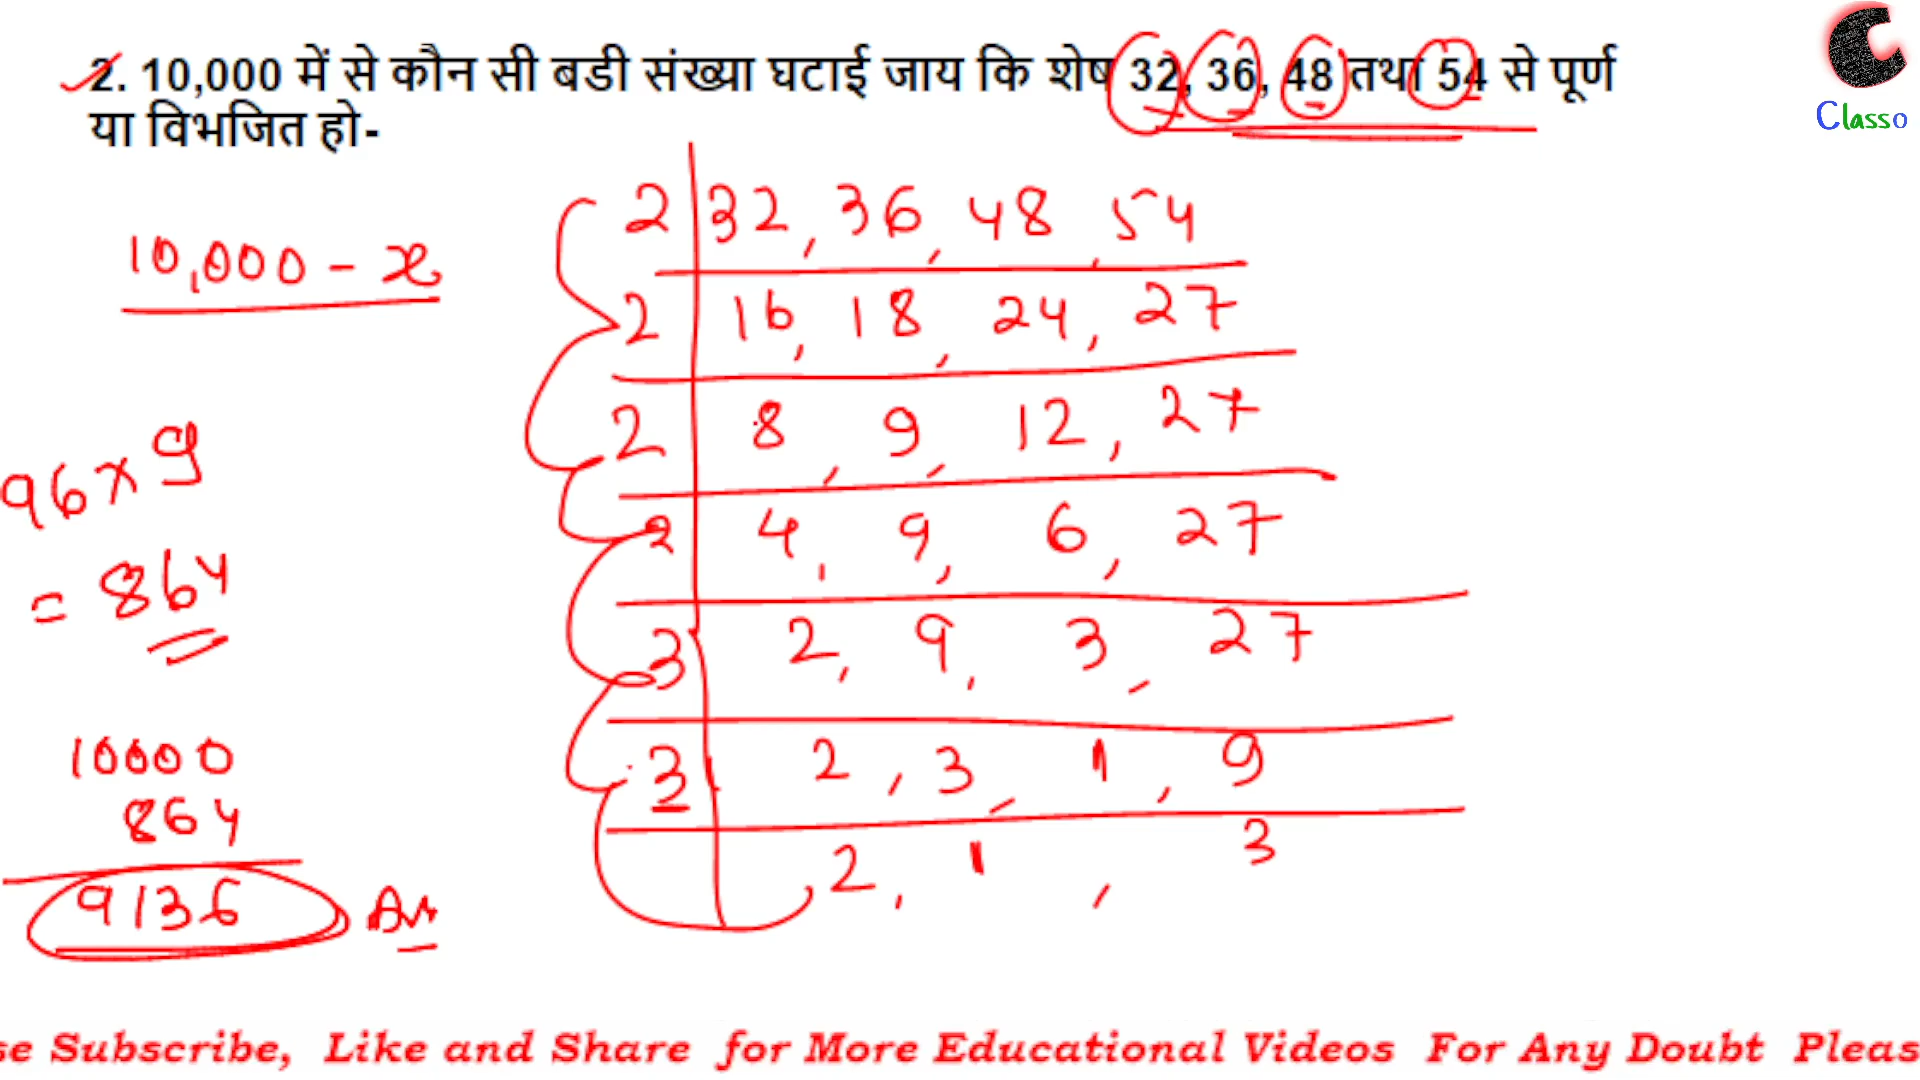 2. 10,000 में से कौन सी बडी संख्या घटाई जाय कि शेष 32, 36, 48 तथा 54 से पूर्ण
या विभजित हो-
C
Classo
10,000 - x
96 x 9
= 864
10000
864
9136 An
2 32, 36, 48, 54
2 16, 18, 24, 27
2 8, 9, 12, 27
2 4, 9, 6, 27
3 2, 9, 3, 27
3 2, 3, 1, 9
2, 1, 3
se Subscribe, Like and Share for More Educational Videos For Any Doubt Pleas